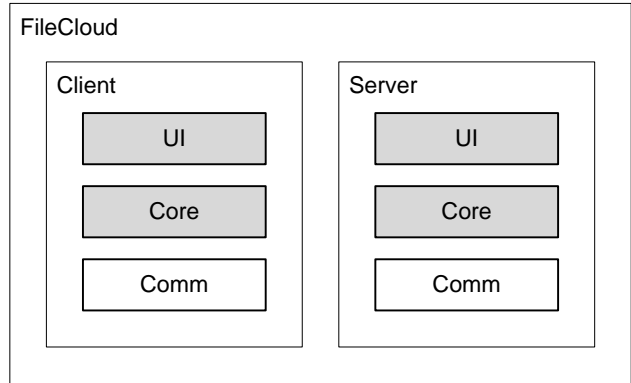 FileCloud
Client
UI
Core
Comm
Server
UI
Core
Comm